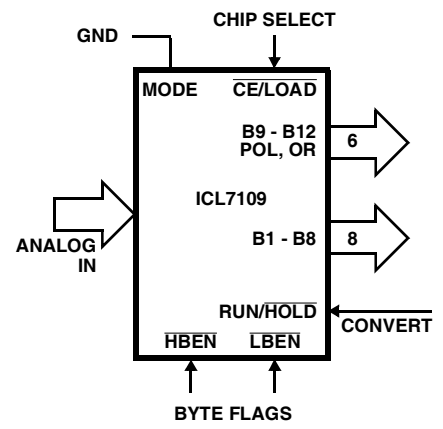 CHIP SELECT
GND
MODE
CE/LOAD
B9 - B12
POL, OR
6
ICL7109
B1 - B8
8
ANALOG
IN
RUN/HOLD
CONVERT
HBEN
LBEN
BYTE FLAGS